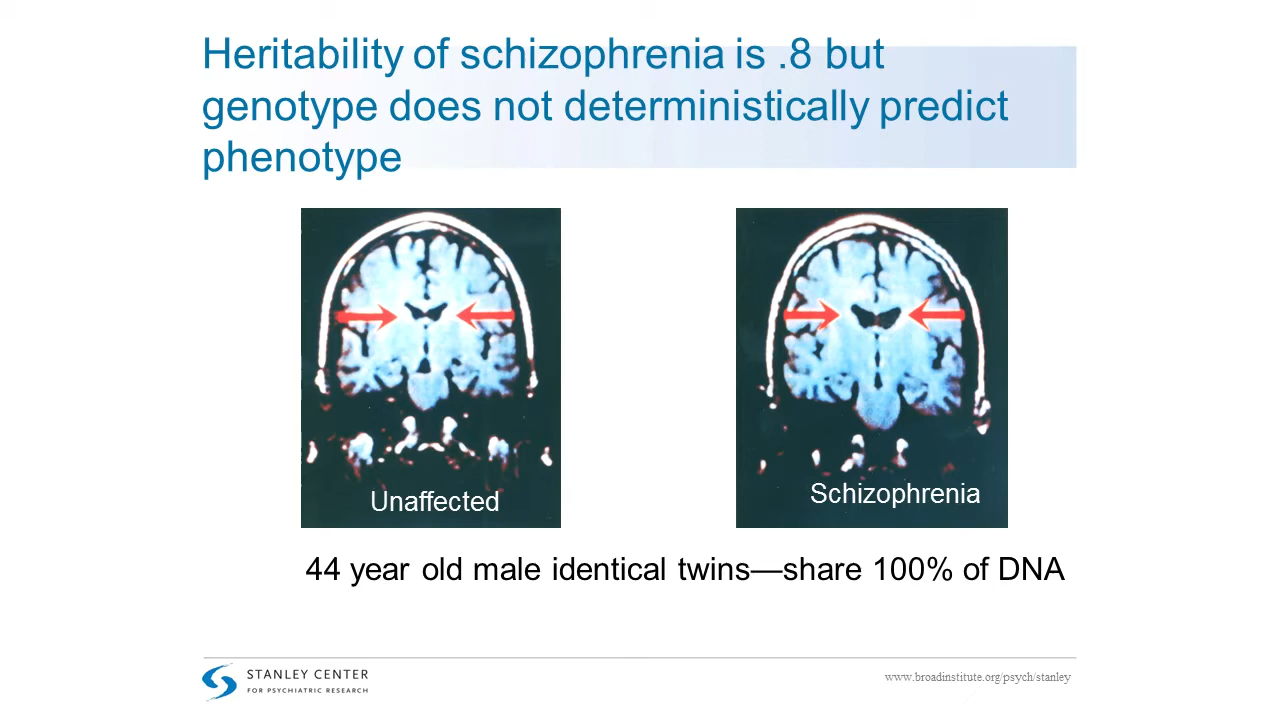 Heritability of schizophrenia is .8 but
genotype does not deterministically predict
phenotype
Unaffected
Schizophrenia
44 year old male identical twins—share 100% of DNA
STANLEY CENTER
FOR PSYCHIATRIC RESEARCH
www.broadinstitute.org/psych/stanley